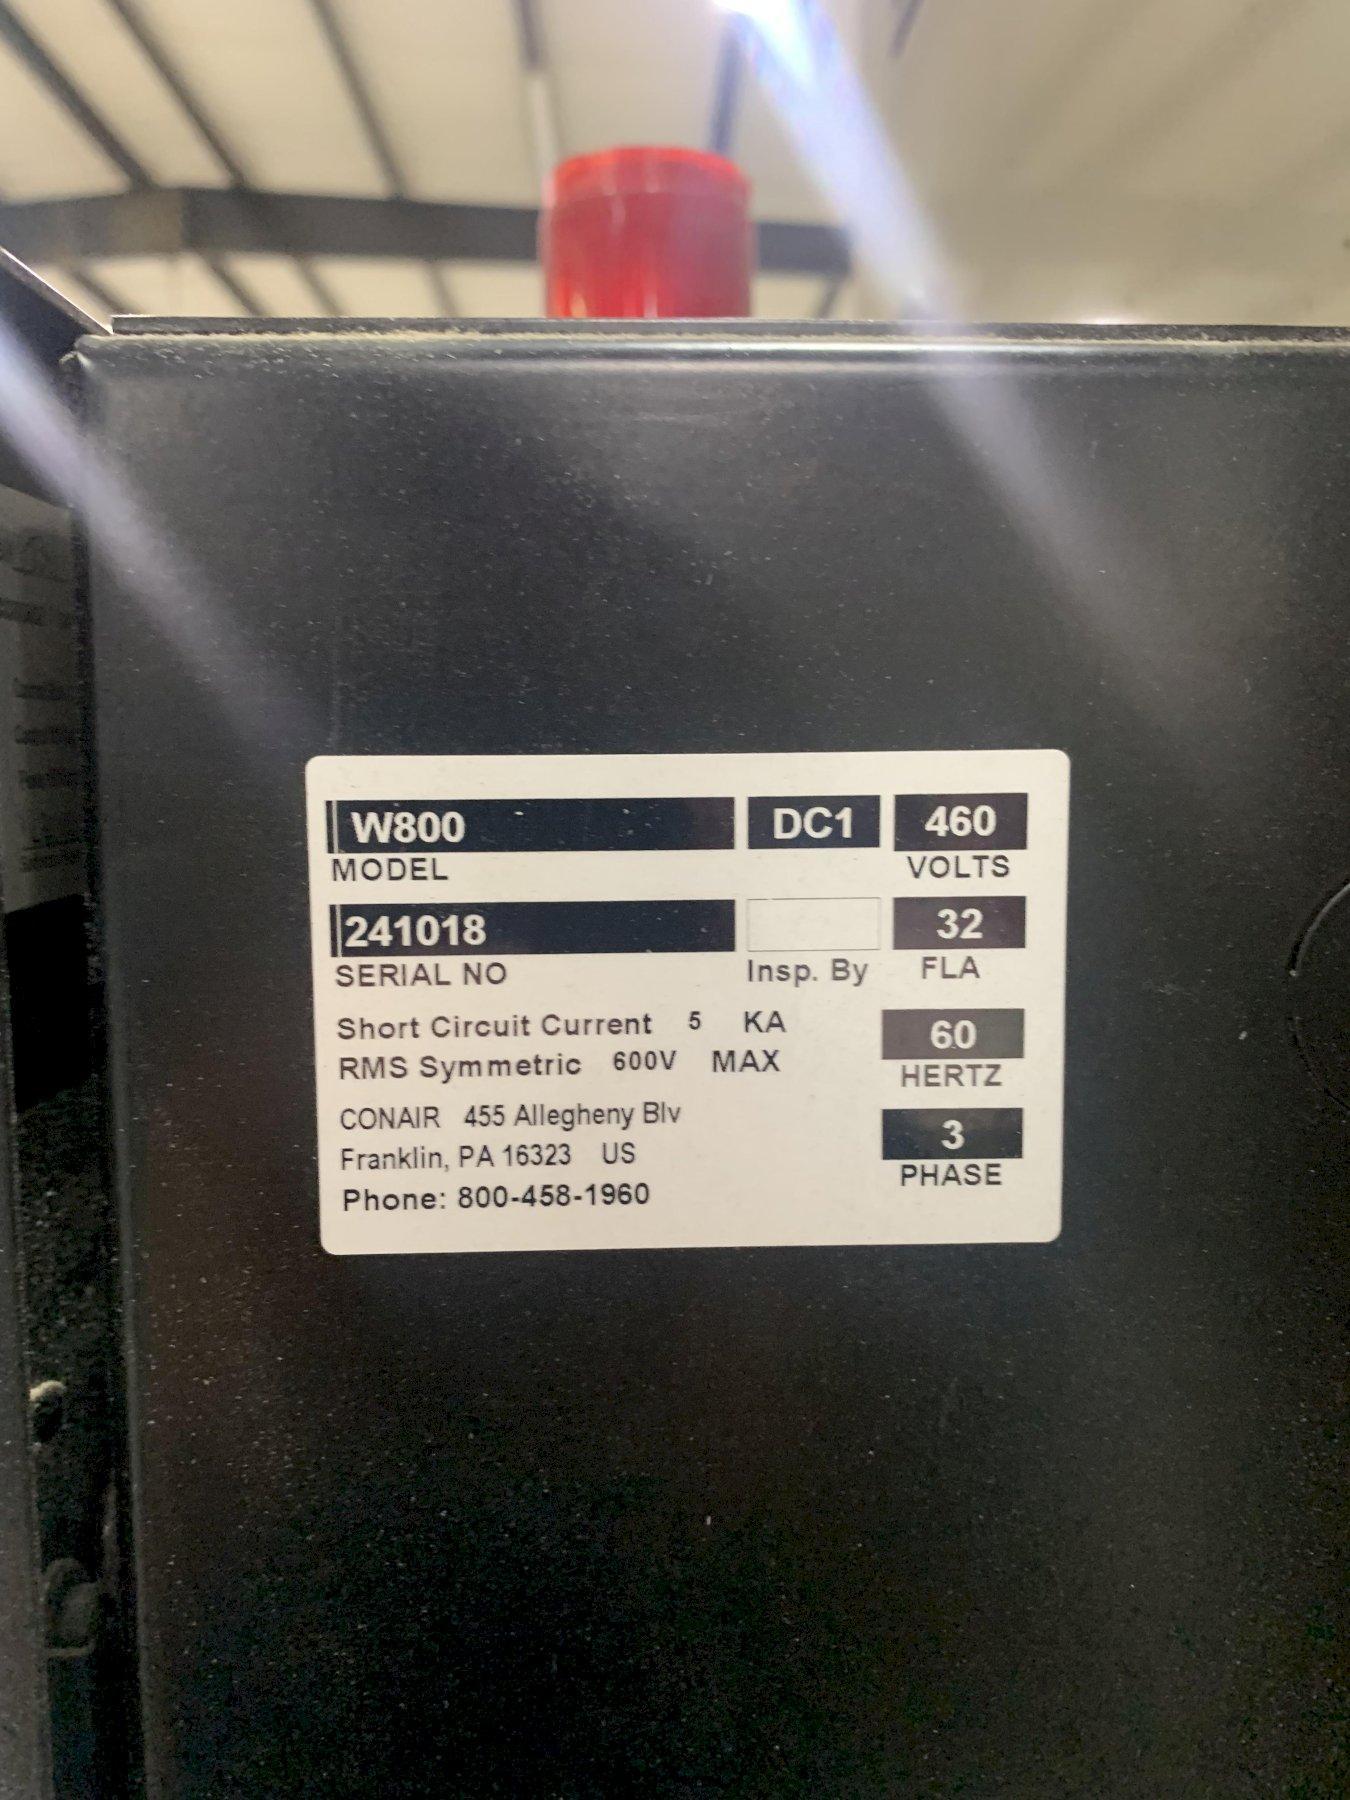 W800 DC1 460
MODEL VOLTS
241018 32
SERIAL NO Insp. By FLA
Short Circuit Current 5 KA 60
RMS Symmetric 600V MAX HERTZ
CONAIR 455 Allegheny Blv 3
Franklin, PA 16323 US PHASE
Phone: 800-458-1960